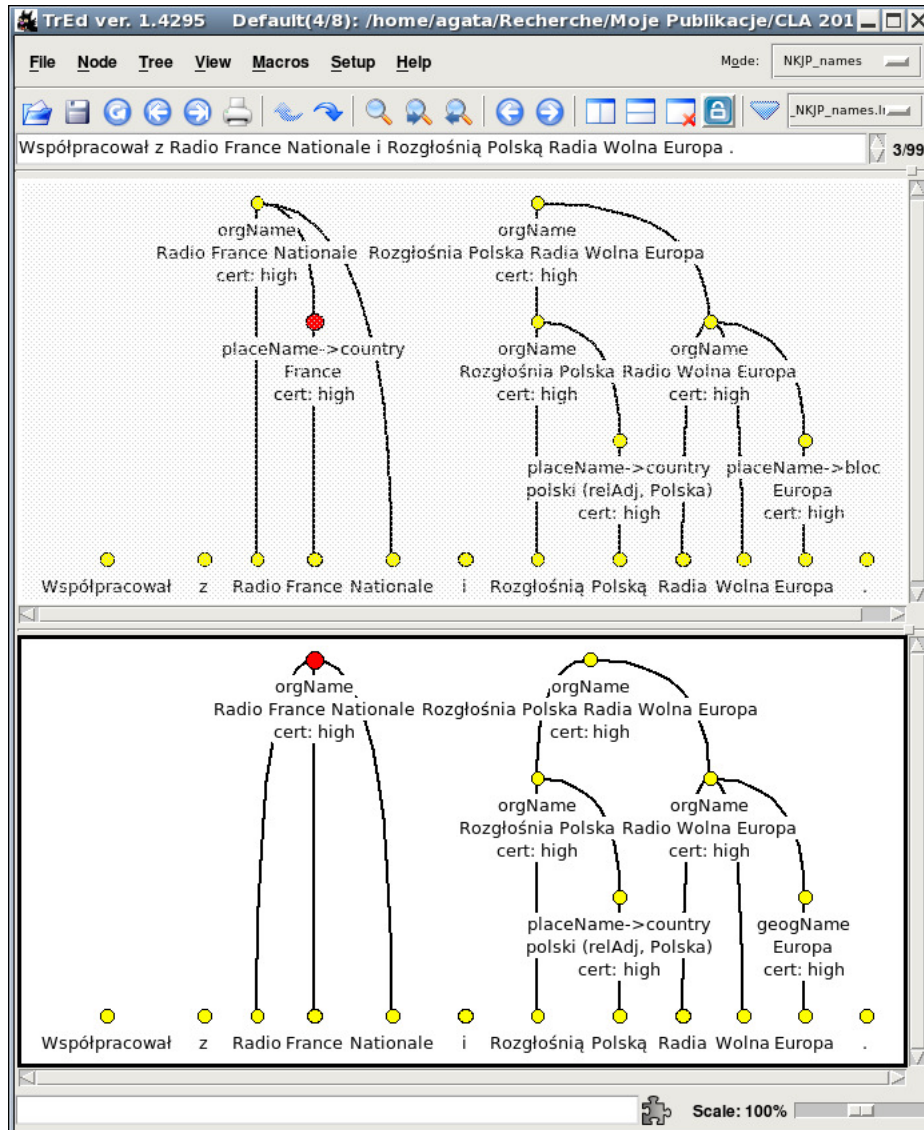 TrEd ver. 1.4295 Default(4/8): /home/agata/Recherche/Moje Publikacje/CLA 201
File Node Tree View Macros Setup Help Mode: NKJP_names
_NKJP_names.
Współpracował z Radio France Nationale i Rozgłośnią Polską Radia Wolna Europa . 3/99
orgName orgName
Radio France Nationale Rozgłośnia Polska Radia Wolna Europa
cert: high cert: high
placeName->country orgName orgName
France Rozgłośnia Polska Radio Wolna Europa
cert: high cert: high cert: high
placeName->country placeName->bloc
polski (relAdj, Polska) Europa
cert: high cert: high
Współpracował z Radio France Nationale i Rozgłośnią Polską Radia Wolna Europa .
orgName orgName
Radio France Nationale Rozgłośnia Polska Radia Wolna Europa
cert: high cert: high
orgName orgName
Rozgłośnia Polska Radio Wolna Europa
cert: high cert: high
placeName->country geogName
polski (relAdj, Polska) Europa
cert: high cert: high
Współpracował z Radio France Nationale i Rozgłośnią Polską Radia Wolna Europa .
Scale: 100%